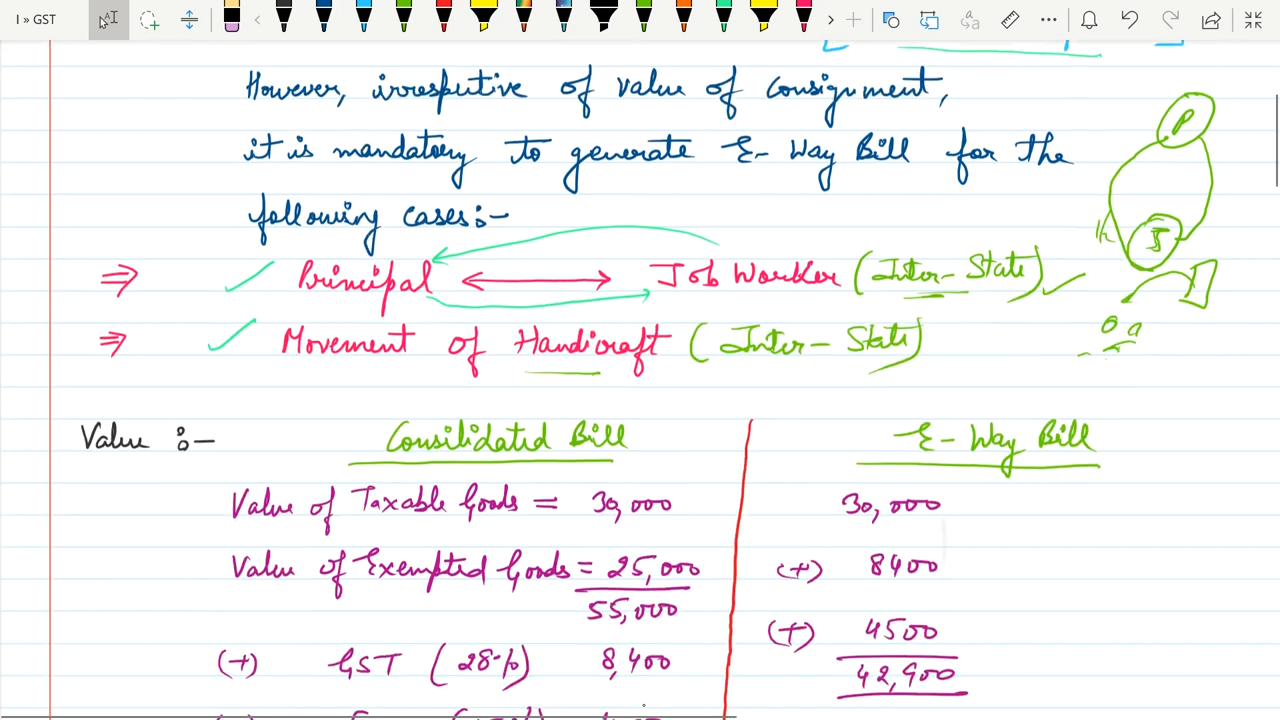 I » GST
However, irrespective of value of consignment,
it is mandatory to generate E-Way Bill for the
following cases:-
P
J
⇒ ✓ Principal ⟷ Job Worker (Inter-State) ✓
⇒ ✓ Movement of Handicraft (Inter-State)
Value :-
Consilidated Bill
Value of Taxable Goods = 30,000
Value of Exempted Goods = 25,000
55,000
(+) GST (28%) 8,400
E-Way Bill
30,000
(+) 8400
(+) 4500
42,900